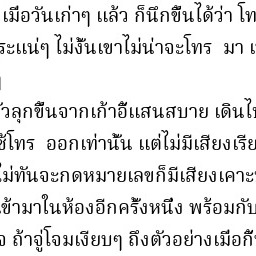 เมื่อวันเก่าๆ แล้ว ก็นึกขึ้นได้ว่า โท
ระแน่ๆ ไม่งั้นเขาไม่น่าจะโทร มา เ
ๆ
ัวลุกขึ้นจากเก้าอี้แสนสบาย เดินไป
ช้โทร ออกเท่านั้น แต่ไม่มีเสียงเรีย
ไม่ทันจะกดหมายเลขก็มีเสียงเคาะ
ข้ามาในห้องอีกครั้งหนึ่ง พร้อมกับ
จ ถ้าจู่โจมเงียบๆ ถึงตัวอย่างเมื่อกี้